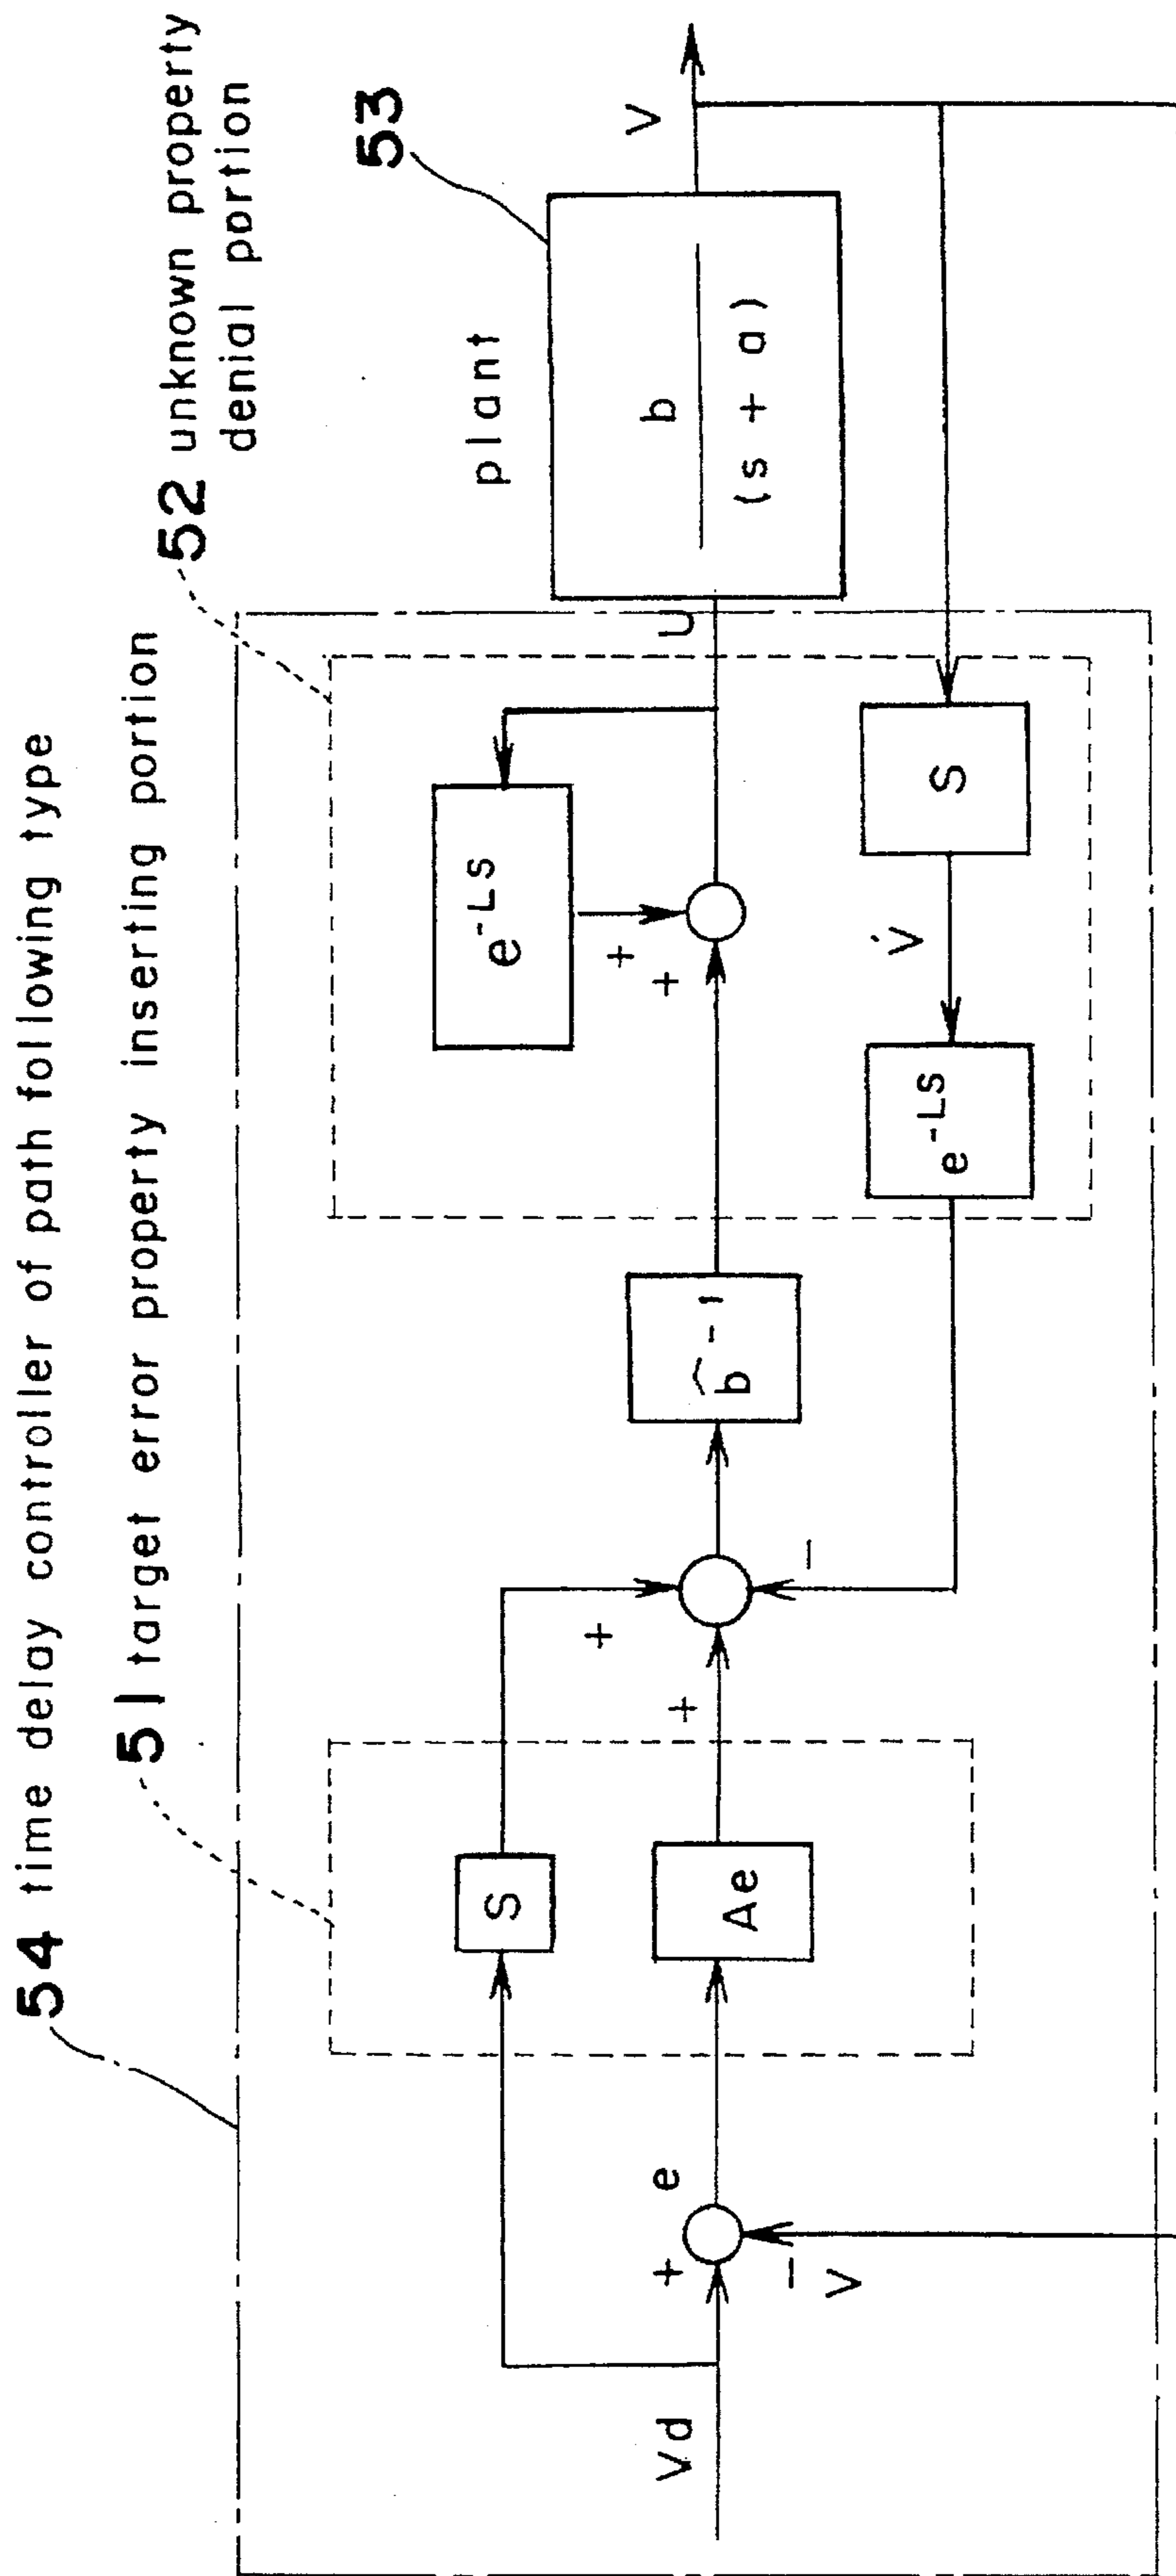 54 time delay controller of path following type
51 target error property inserting portion
52 unknown property
denial portion
53
plant
Vd
+
-
V
e
S
Ae
+
+
-
b̂⁻¹
e⁻ᴸˢ
+
+
U
b
(s + a)
V
S
V̇
e⁻ᴸˢ